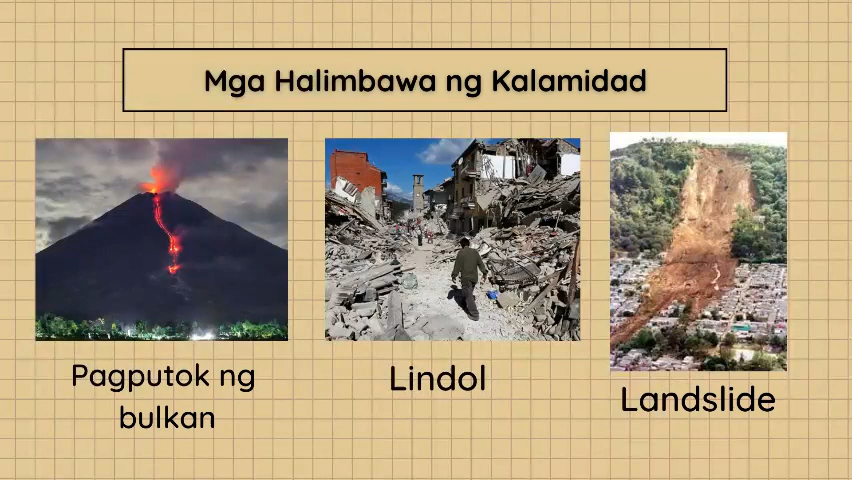 Mga Halimbawa ng Kalamidad
Pagputok ng
bulkan
Lindol
Landslide